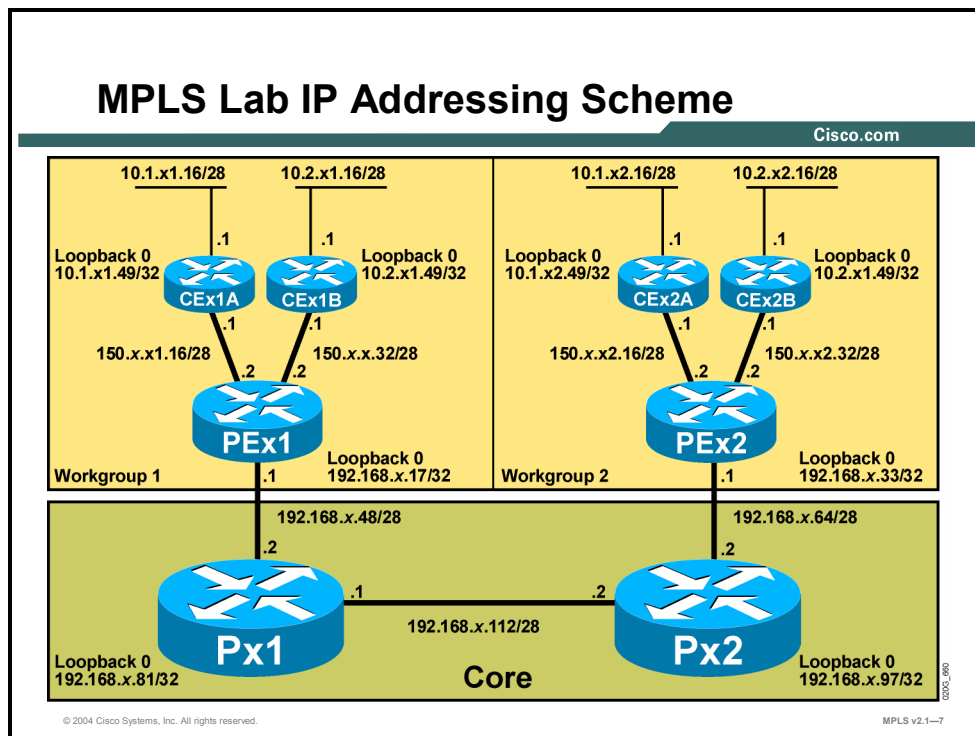 MPLS Lab IP Addressing Scheme
Cisco.com
10.1.x1.16/28
10.2.x1.16/28
10.1.x2.16/28
10.2.x2.16/28
.1
.1
.1
.1
Loopback 0
10.1.x1.49/32
Loopback 0
10.2.x1.49/32
Loopback 0
10.1.x2.49/32
Loopback 0
10.2.x1.49/32
CEx1A
CEx1B
CEx2A
CEx2B
.1
.1
.1
.1
150.x.x1.16/28
150.x.x.32/28
150.x.x2.16/28
150.x.x2.32/28
.2
.2
.2
.2
PEx1
PEx2
Workgroup 1
.1
Loopback 0
192.168.x.17/32
Workgroup 2
.1
Loopback 0
192.168.x.33/32
192.168.x.48/28
192.168.x.64/28
.2
.2
.1
.2
192.168.x.112/28
Px1
Px2
Loopback 0
192.168.x.81/32
Core
Loopback 0
192.168.x.97/32
020G_660
© 2004 Cisco Systems, Inc. All rights reserved.
MPLS v2.1—7